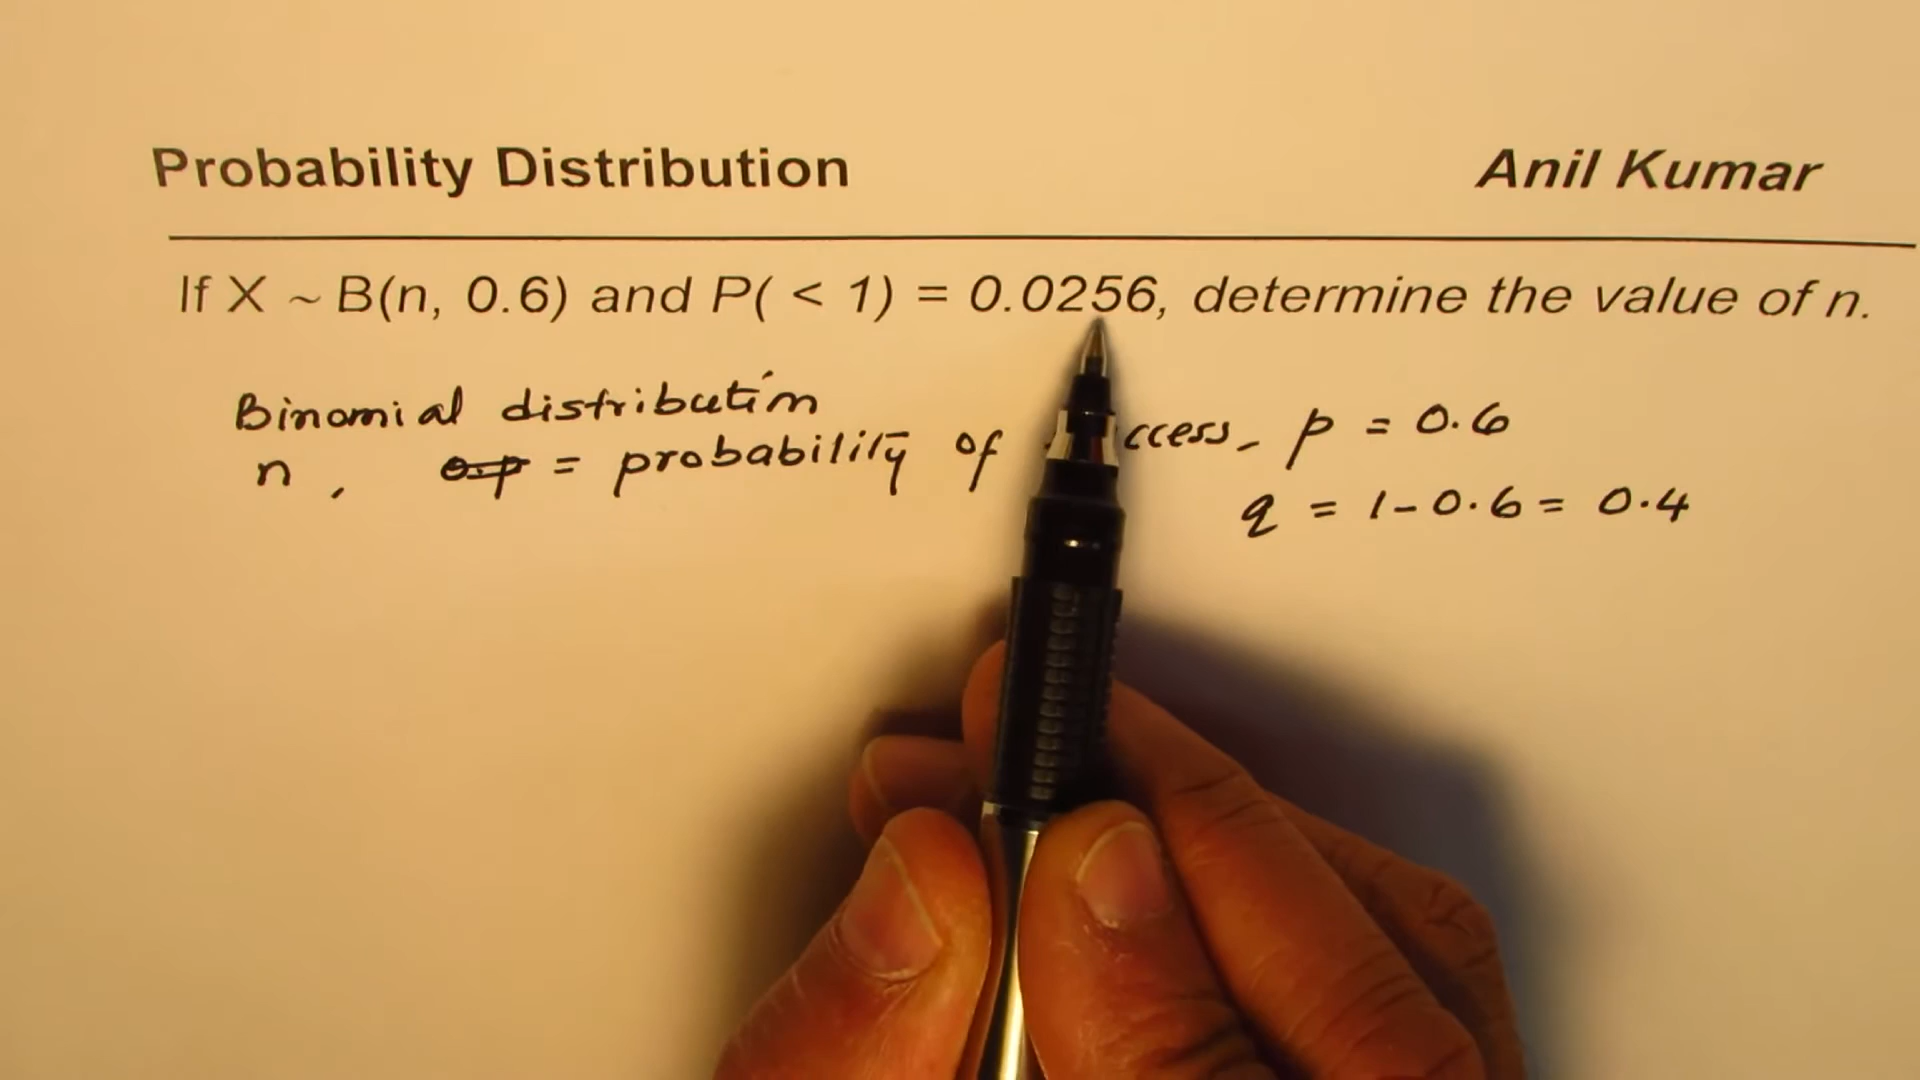 Probability Distribution Anil Kumar
If X ~ B(n, 0.6) and P( < 1) = 0.0256, determine the value of n.
Binomial distribution
n, = probability of ccess, p = 0.6
q = 1 - 0.6 = 0.4